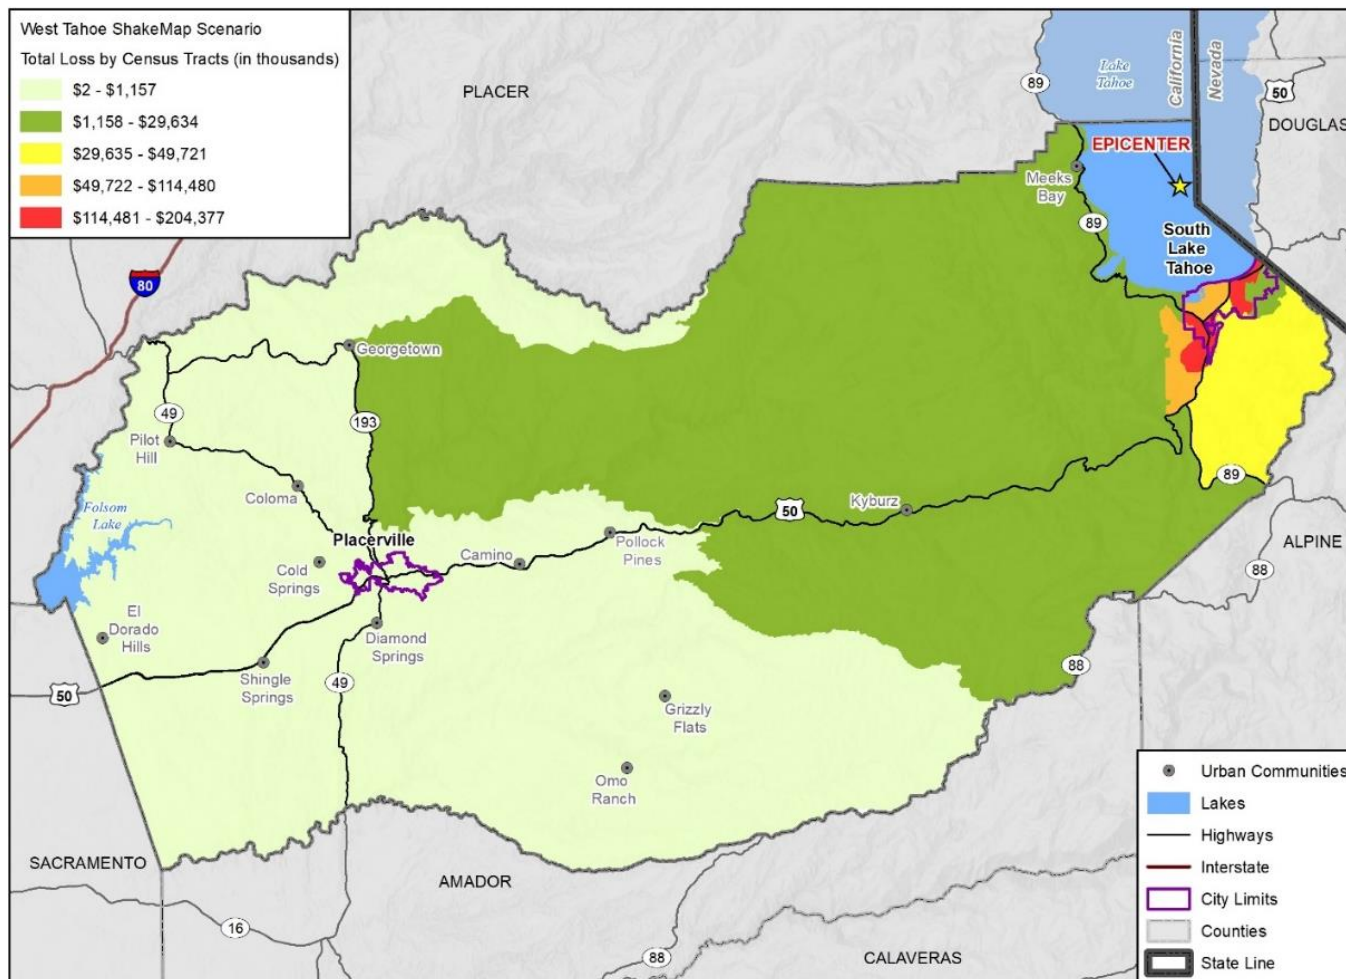 West Tahoe ShakeMap Scenario
Total Loss by Census Tracts (in thousands)
$2 - $1,157
$1,158 - $29,634
$29,635 - $49,721
$49,722 - $114,480
$114,481 - $204,377
PLACER
89
Lake
Tahoe
California
Nevada
50
DOUGLAS
EPICENTER
Meeks
Bay
89
South
Lake
Tahoe
80
Georgetown
49
193
Pilot
Hill
Coloma
Folsom
Lake
Placerville
Camino
Pollock
Pines
50
Kyburz
89
ALPINE
88
Cold
Springs
El
Dorado
Hills
Diamond
Springs
Shingle
Springs
50
49
88
Grizzly
Flats
Omo
Ranch
SACRAMENTO
AMADOR
16
88
CALAVERAS
Urban Communities
Lakes
Highways
Interstate
City Limits
Counties
State Line